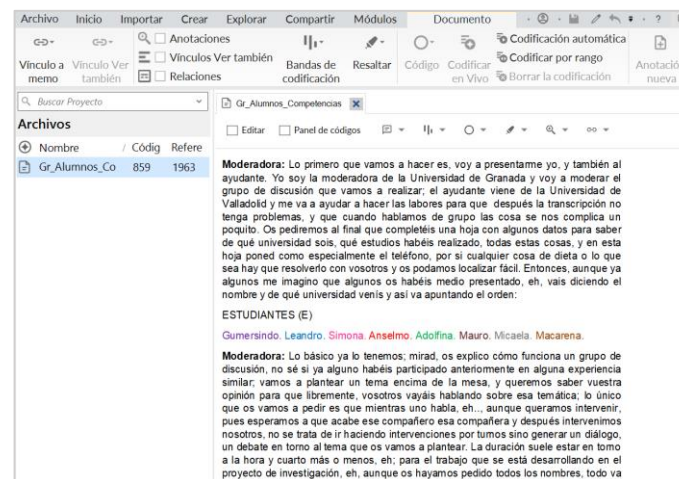 Archivo Inicio Importar Crear Explorar Compartir Módulos Documento
Anotaciones
Vínculos Ver también
Relaciones
Vínculo a memo
Vínculo Ver también
Bandas de codificación
Resaltar
Código
Codificar en Vivo
Codificación automática
Codificar por rango
Borrar la codificación
Anotació nueva
Buscar Proyecto
Archivos
Nombre Códig Refere
Gr_Alumnos_Co 859 1963
Gr_Alumnos_Competencias
Editar Panel de códigos
Moderadora: Lo primero que vamos a hacer es, voy a presentarme yo, y también al
ayudante. Yo soy la moderadora de la Universidad de Granada y voy a moderar el
grupo de discusión que vamos a realizar; el ayudante viene de la Universidad de
Valladolid y me va a ayudar a hacer las labores para que después la transcripción no
tenga problemas, y que cuando hablamos de grupo las cosa se nos complica un
poquito. Os pediremos al final que completéis una hoja con algunos datos para saber
de qué universidad sois, qué estudios habéis realizado, todas estas cosas, y en esta
hoja poned como especialmente el teléfono, por si cualquier cosa de dieta o lo que
sea hay que resolverlo con vosotros y os podamos localizar fácil. Entonces, aunque ya
algunos me imagino que algunos os habéis medio presentado, eh, vais diciendo el
nombre y de qué universidad venís y así va apuntando el orden:
ESTUDIANTES (E)
Gumersindo. Leandro. Simona. Anselmo. Adolfina. Mauro. Micaela. Macarena.
Moderadora: Lo básico ya lo tenemos; mirad, os explico cómo funciona un grupo de
discusión, no sé si ya alguno habéis participado anteriormente en alguna experiencia
similar; vamos a plantear un tema encima de la mesa, y queremos saber vuestra
opinión para que libremente, vosotros vayáis hablando sobre esa temática; lo único
que os vamos a pedir es que mientras uno habla, eh.., aunque queramos intervenir,
pues esperamos a que acabe ese compañero esa compañera y después intervenimos
nosotros, no se trata de ir haciendo intervenciones por turnos sino generar un diálogo,
un debate en torno al tema que os vamos a plantear. La duración suele estar en torno
a la hora y cuarto más o menos, eh; para el trabajo que se está desarrollando en el
proyecto de investigación, eh, aunque os hayamos pedido todos los nombres, todo va